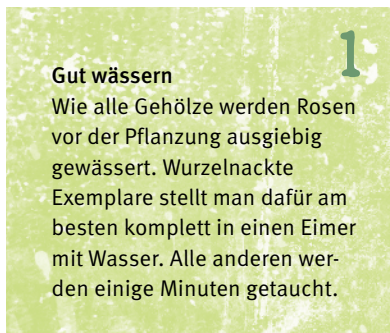 1
Gut wässern
Wie alle Gehölze werden Rosen
vor der Pflanzung ausgiebig
gewässert. Wurzelnackte
Exemplare stellt man dafür am
besten komplett in einen Eimer
mit Wasser. Alle anderen wer-
den einige Minuten getaucht.